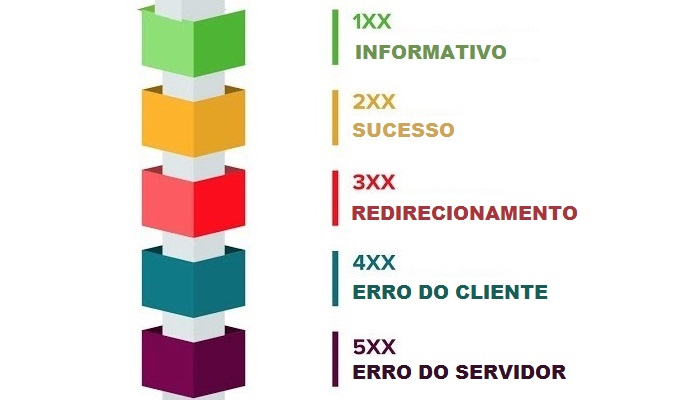 1XX
INFORMATIVO
2XX
SUCESSO
3XX
REDIRECIONAMENTO
4XX
ERRO DO CLIENTE
5XX
ERRO DO SERVIDOR